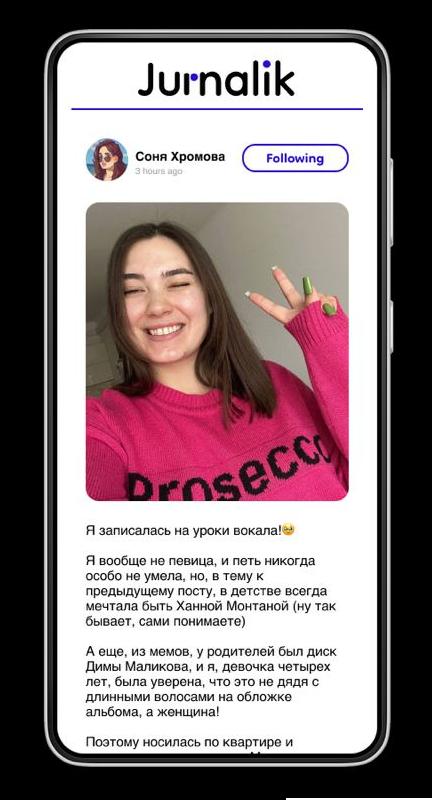 Jurnalik
Соня Хромова
3 hours ago
Following
Prosecco
Я записалась на уроки вокала!🥹
Я вообще не певица, и петь никогда
особо не умела, но, в тему к
предыдущему посту, в детстве всегда
мечтала быть Ханной Монтаной (ну так
бывает, сами понимаете)
А еще, из мемов, у родителей был диск
Димы Маликова, и я, девочка четырех
лет, была уверена, что это не дядя с
длинными волосами на обложке
альбома, а женщина!
Поэтому носилась по квартире и